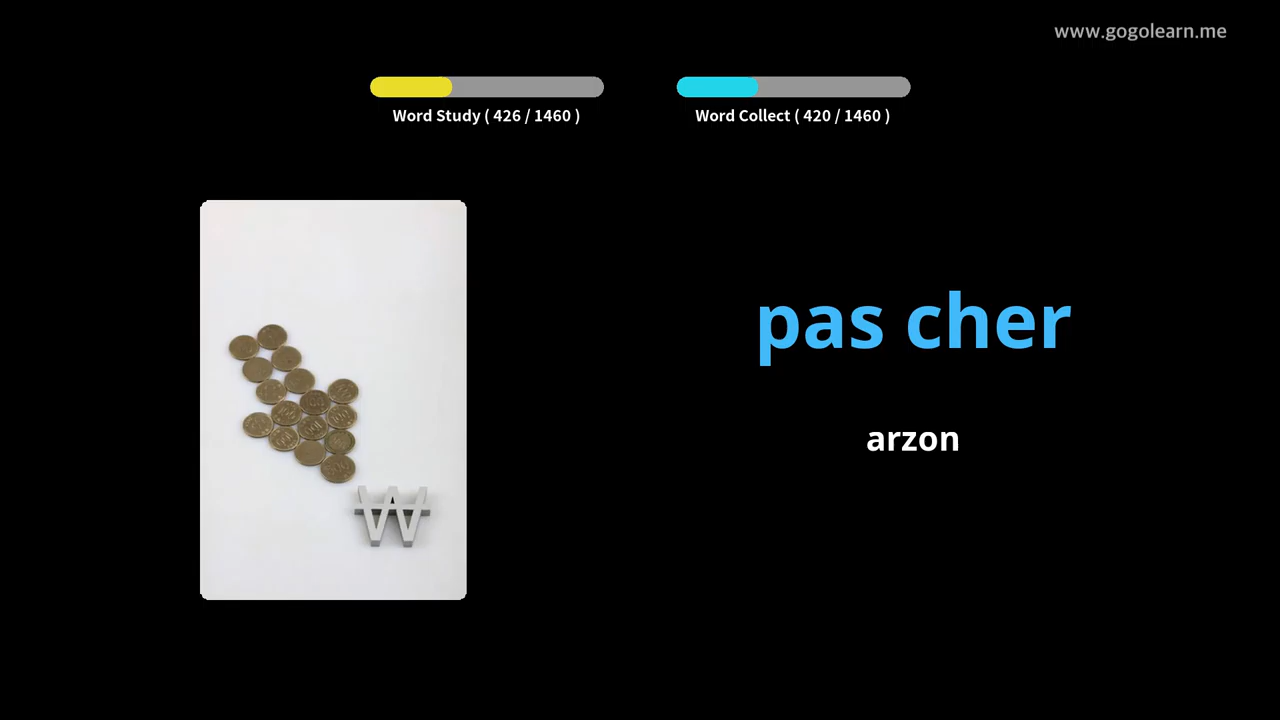 www.gogolearn.me
Word Study ( 426 / 1460 )
Word Collect ( 420 / 1460 )
pas cher
arzon
₩